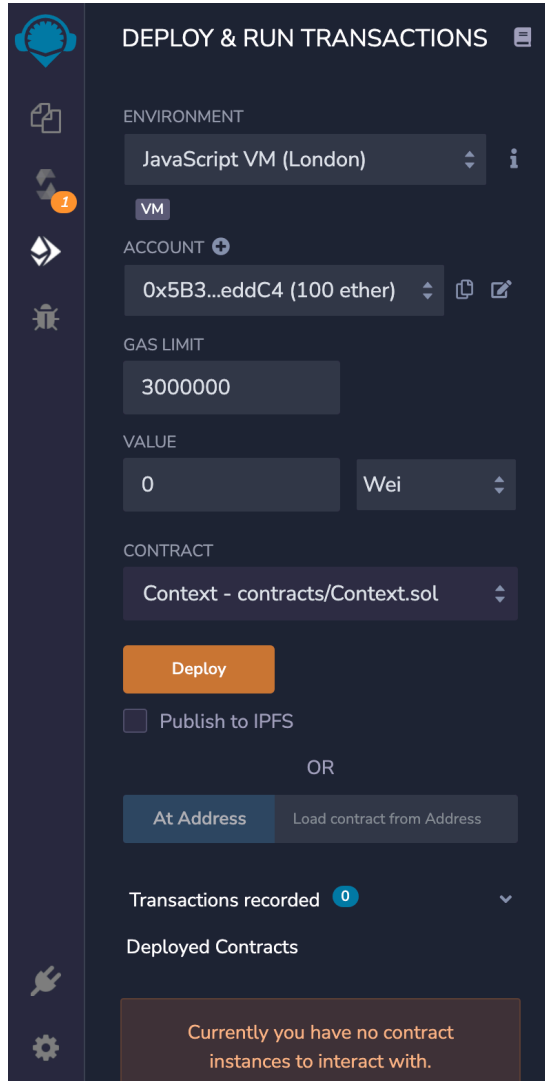 DEPLOY & RUN TRANSACTIONS
1
ENVIRONMENT
JavaScript VM (London)
VM
ACCOUNT
0x5B3...eddC4 (100 ether)
GAS LIMIT
3000000
VALUE
0 Wei
CONTRACT
Context - contracts/Context.sol
Deploy
Publish to IPFS
OR
At Address Load contract from Address
Transactions recorded 0
Deployed Contracts
Currently you have no contract
instances to interact with.